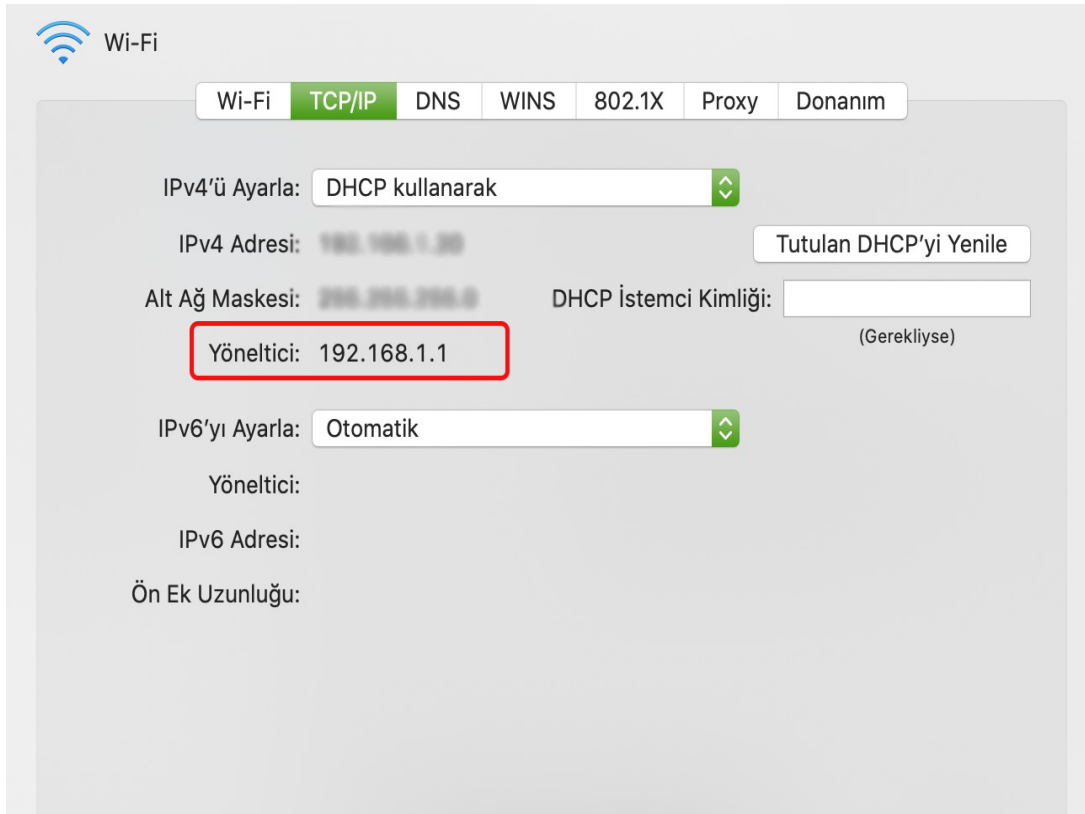 Wi-Fi
Wi-Fi TCP/IP DNS WINS 802.1X Proxy Donanım
IPv4'ü Ayarla: DHCP kullanarak
IPv4 Adresi:
Tutulan DHCP'yi Yenile
Alt Ağ Maskesi:
DHCP İstemci Kimliği:
(Gerekliyse)
Yöneltici: 192.168.1.1
IPv6'yı Ayarla: Otomatik
Yöneltici:
IPv6 Adresi:
Ön Ek Uzunluğu: